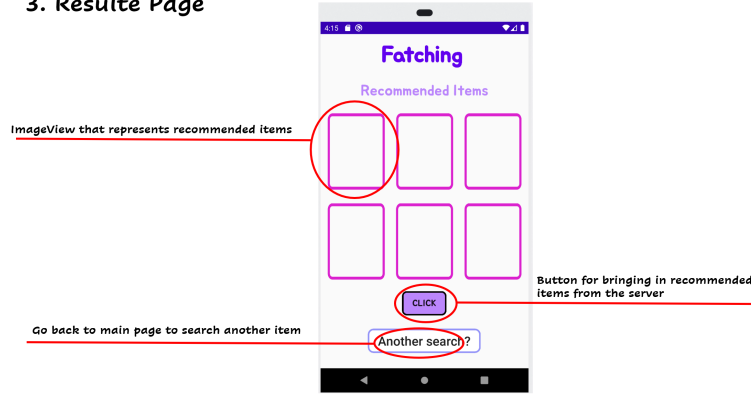 3. Resulte Page
4:15
Fatching
Recommended Items
ImageView that represents recommended items
Button for bringing in recommended
items from the server
CLICK
Go back to main page to search another item
Another search?